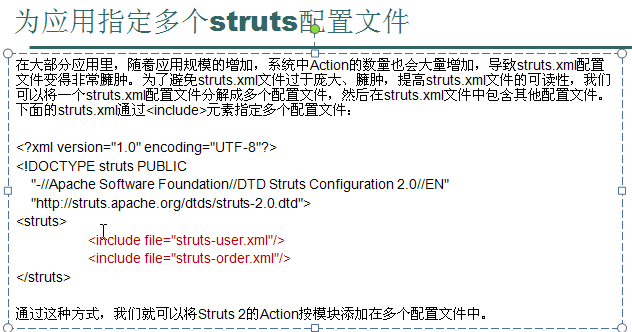 为应用指定多个struts配置文件
在大部分应用里，随着应用规模的增加，系统中Action的数量也会大量增加，导致struts.xml配置
文件变得非常臃肿。为了避免struts.xml文件过于庞大、臃肿，提高struts.xml文件的可读性，我们
可以将一个struts.xml配置文件分解成多个配置文件，然后在struts.xml文件中包含其他配置文件。
下面的struts.xml通过<include>元素指定多个配置文件：
<?xml version="1.0" encoding="UTF-8"?>
<!DOCTYPE struts PUBLIC
"-//Apache Software Foundation//DTD Struts Configuration 2.0//EN"
"http://struts.apache.org/dtds/struts-2.0.dtd">
<struts>
<include file="struts-user.xml"/>
<include file="struts-order.xml"/>
</struts>
通过这种方式，我们就可以将Struts 2的Action按模块添加在多个配置文件中。